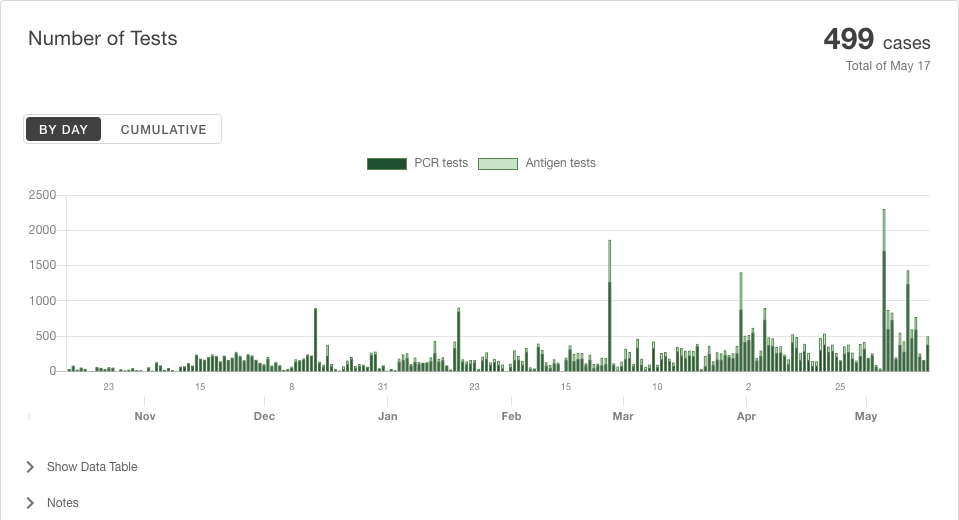 Number of Tests
499 cases
Total of May 17
BY DAY
CUMULATIVE
PCR tests
Antigen tests
2500
2000
1500
1000
500
0
23 15 8 31 23 15 10 2 25
Nov Dec Jan Feb Mar Apr May
Show Data Table
Notes